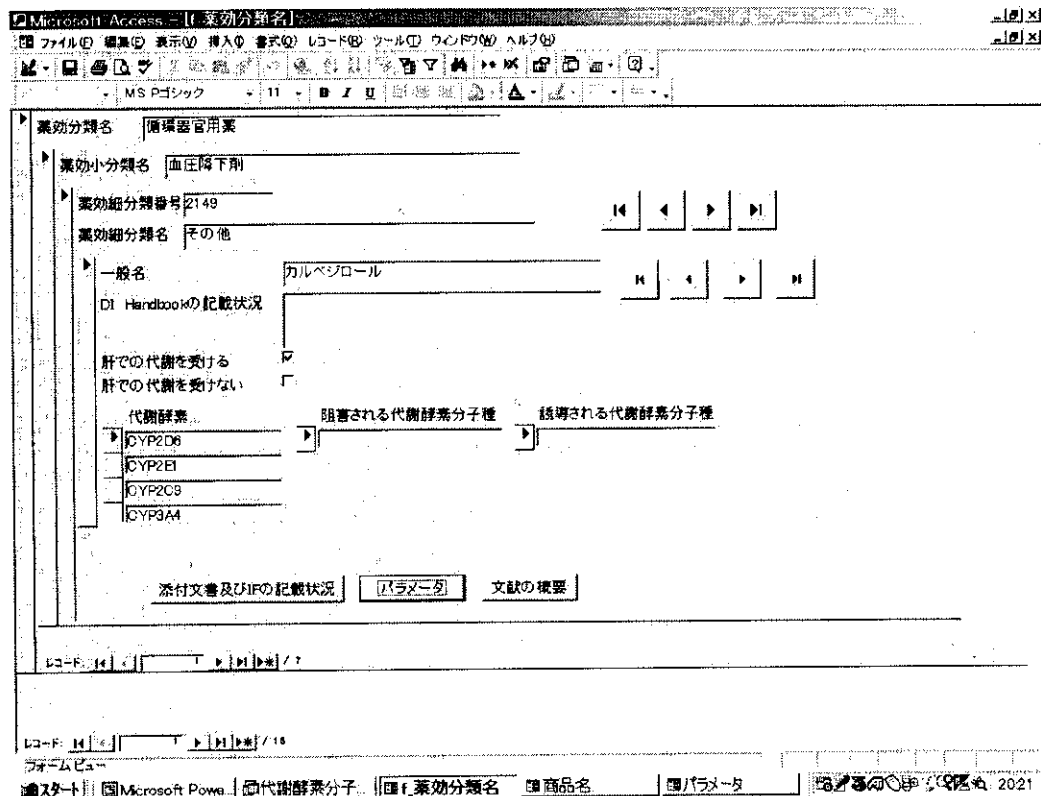 Microsoft Access - [f_薬効分類名]
ファイル(F) 編集(E) 表示(V) 挿入(I) 書式(O) レコード(R) ツール(T) ウィンドウ(W) ヘルプ(H)
MS Pゴシック 11 B I U
薬効分類名 循環器官用薬
薬効小分類名 血圧降下剤
薬効細分類番号 2149
薬効細分類名 その他
一般名 カルベジロール
DI Handbookの記載状況
肝での代謝を受ける
肝での代謝を受けない
代謝酵素 阻害される代謝酵素分子種 誘導される代謝酵素分子種
CYP2D6
CYP2E1
CYP2C9
CYP3A4
添付文書及びIFの記載状況 パラメータ 文献の概要
レコード: 1 / 7
レコード: 1 / 16
フォーム ビュー
スタート Microsoft Powe... 代謝酵素分子... f_薬効分類名 商品名 パラメータ 20:21